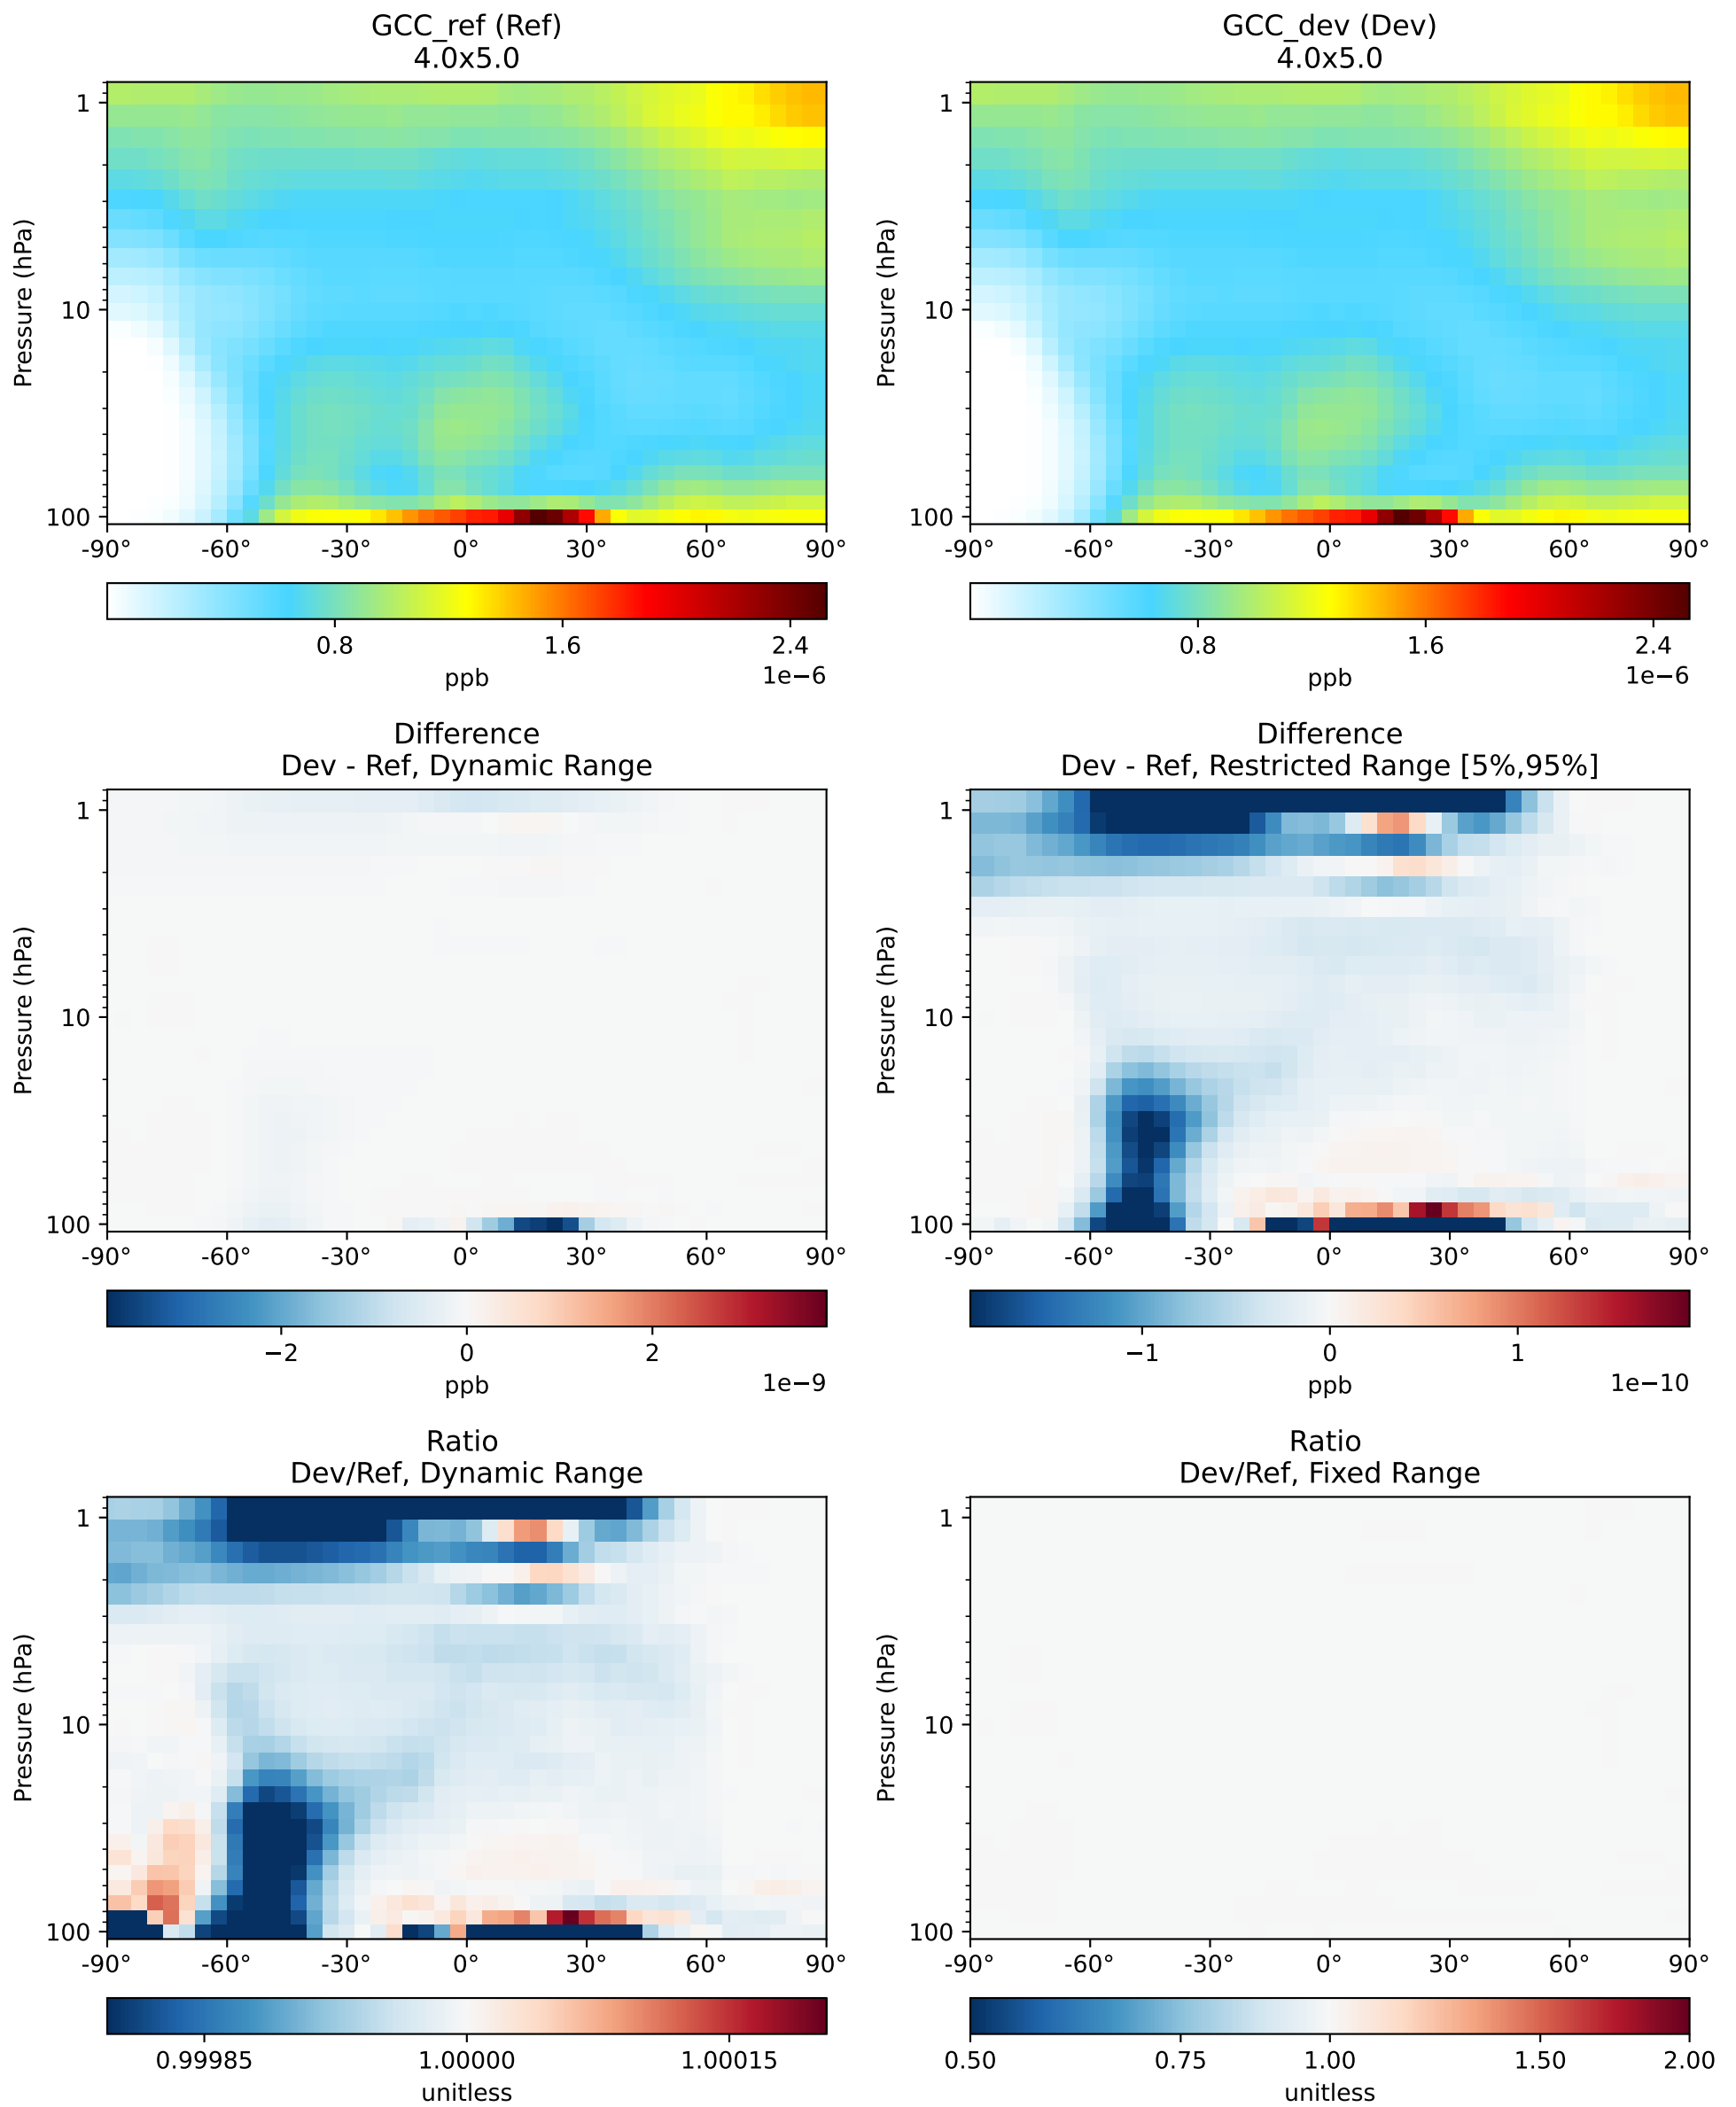 GCC_ref (Ref)
4.0x5.0
GCC_dev (Dev)
4.0x5.0
Pressure (hPa)
1
10
100
-90° -60° -30° 0° 30° 60° 90°
0.8 1.6 2.4
ppb 1e−6
Pressure (hPa)
1
10
100
-90° -60° -30° 0° 30° 60° 90°
0.8 1.6 2.4
ppb 1e−6
Difference
Dev - Ref, Dynamic Range
Difference
Dev - Ref, Restricted Range [5%,95%]
Pressure (hPa)
1
10
100
-90° -60° -30° 0° 30° 60° 90°
−2 0 2
ppb 1e−9
Pressure (hPa)
1
10
100
-90° -60° -30° 0° 30° 60° 90°
−1 0 1
ppb 1e−10
Ratio
Dev/Ref, Dynamic Range
Ratio
Dev/Ref, Fixed Range
Pressure (hPa)
1
10
100
-90° -60° -30° 0° 30° 60° 90°
0.99985 1.00000 1.00015
unitless
Pressure (hPa)
1
10
100
-90° -60° -30° 0° 30° 60° 90°
0.50 0.75 1.00 1.50 2.00
unitless